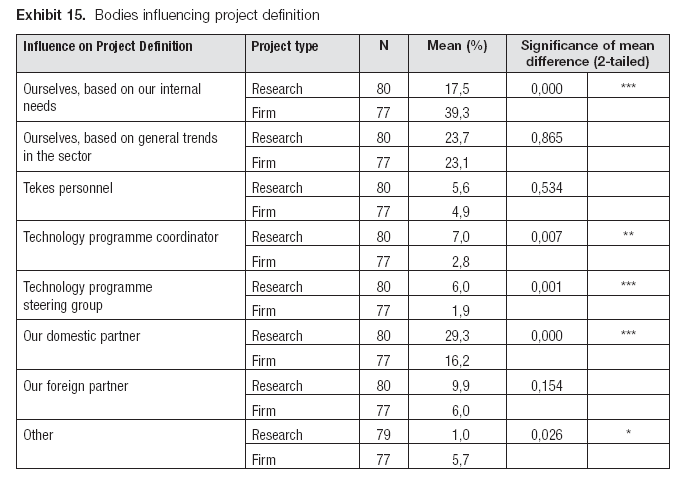 Exhibit 15. Bodies influencing project definition
Influence on Project Definition Project type N Mean (%) Significance of mean difference (2-tailed)
Ourselves, based on our internal needs Research 80 17,5 0,000 ***
Firm 77 39,3
Ourselves, based on general trends in the sector Research 80 23,7 0,865
Firm 77 23,1
Tekes personnel Research 80 5,6 0,534
Firm 77 4,9
Technology programme coordinator Research 80 7,0 0,007 **
Firm 77 2,8
Technology programme steering group Research 80 6,0 0,001 ***
Firm 77 1,9
Our domestic partner Research 80 29,3 0,000 ***
Firm 77 16,2
Our foreign partner Research 80 9,9 0,154
Firm 77 6,0
Other Research 79 1,0 0,026 *
Firm 77 5,7